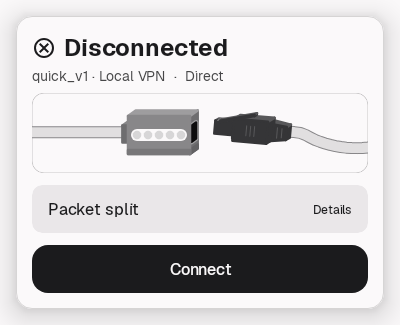 Disconnected
quick_v1 · Local VPN · Direct
Packet split Details
Connect